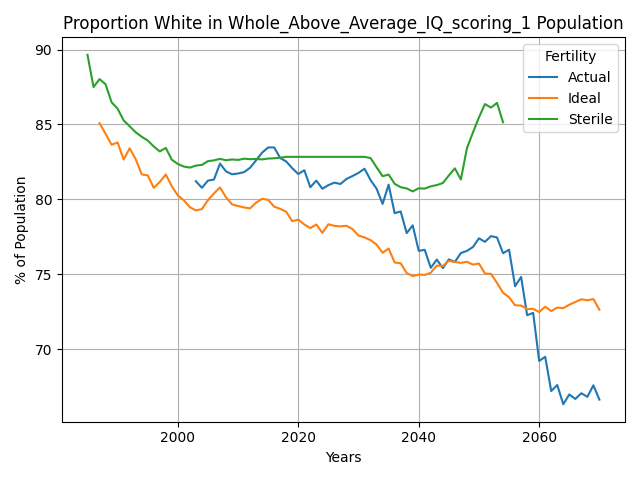 Proportion White in Whole_Above_Average_IQ_scoring_1 Population
Fertility
Actual
Ideal
Sterile
% of Population
90
85
80
75
70
2000
2020
2040
2060
Years